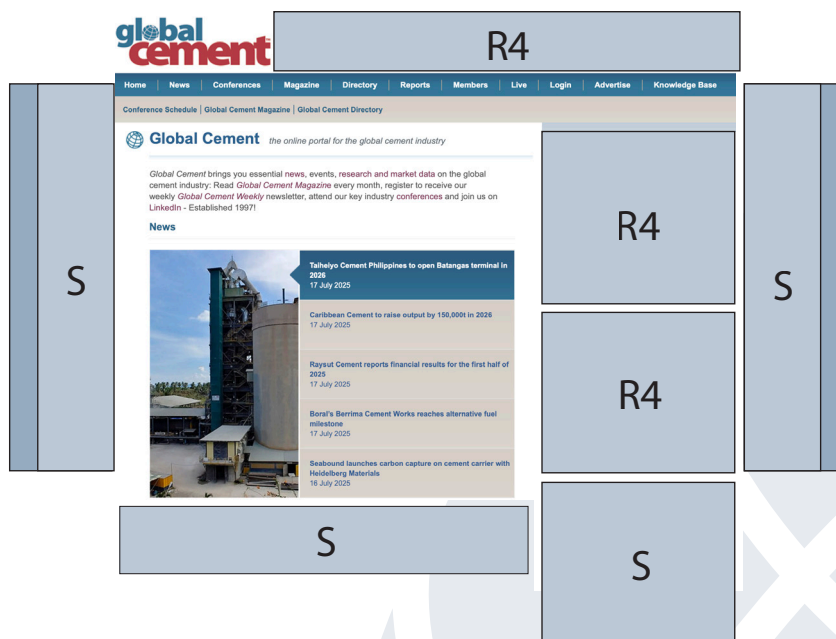 global
cement
R4
Home | News | Conferences | Magazine | Directory | Reports | Members | Live | Login | Advertise | Knowledge Base
Conference Schedule | Global Cement Magazine | Global Cement Directory
Global Cement the online portal for the global cement industry
Global Cement brings you essential news, events, research and market data on the global
cement industry: Read Global Cement Magazine every month, register to receive our
weekly Global Cement Weekly newsletter, attend our key industry conferences and join us on
LinkedIn - Established 1997!
News
R4
S
S
Taiheiyo Cement Philippines to open Batangas terminal in
2026
17 July 2025
Caribbean Cement to raise output by 150,000t in 2026
17 July 2025
Raysut Cement reports financial results for the first half of
2025
17 July 2025
R4
Boral's Berrima Cement Works reaches alternative fuel
milestone
17 July 2025
Seabound launches carbon capture on cement carrier with
Heidelberg Materials
16 July 2025
S
S